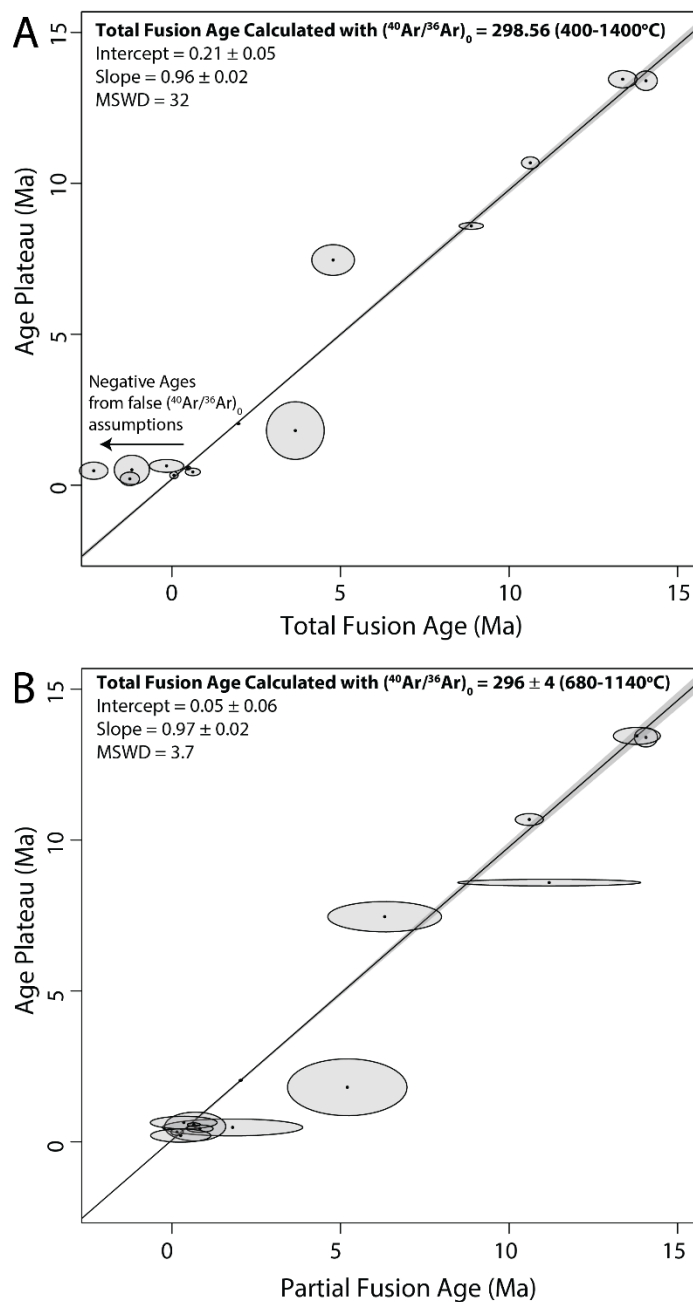 A
Total Fusion Age Calculated with (⁴⁰Ar/³⁶Ar)₀ = 298.56 (400-1400°C)
Intercept = 0.21 ± 0.05
Slope = 0.96 ± 0.02
MSWD = 32
Negative Ages
from false (⁴⁰Ar/³⁶Ar)₀
assumptions
Age Plateau (Ma)
15
10
5
0
0 5 10 15
Total Fusion Age (Ma)
B
Total Fusion Age Calculated with (⁴⁰Ar/³⁶Ar)₀ = 296 ± 4 (680-1140°C)
Intercept = 0.05 ± 0.06
Slope = 0.97 ± 0.02
MSWD = 3.7
Age Plateau (Ma)
15
10
5
0
0 5 10 15
Partial Fusion Age (Ma)